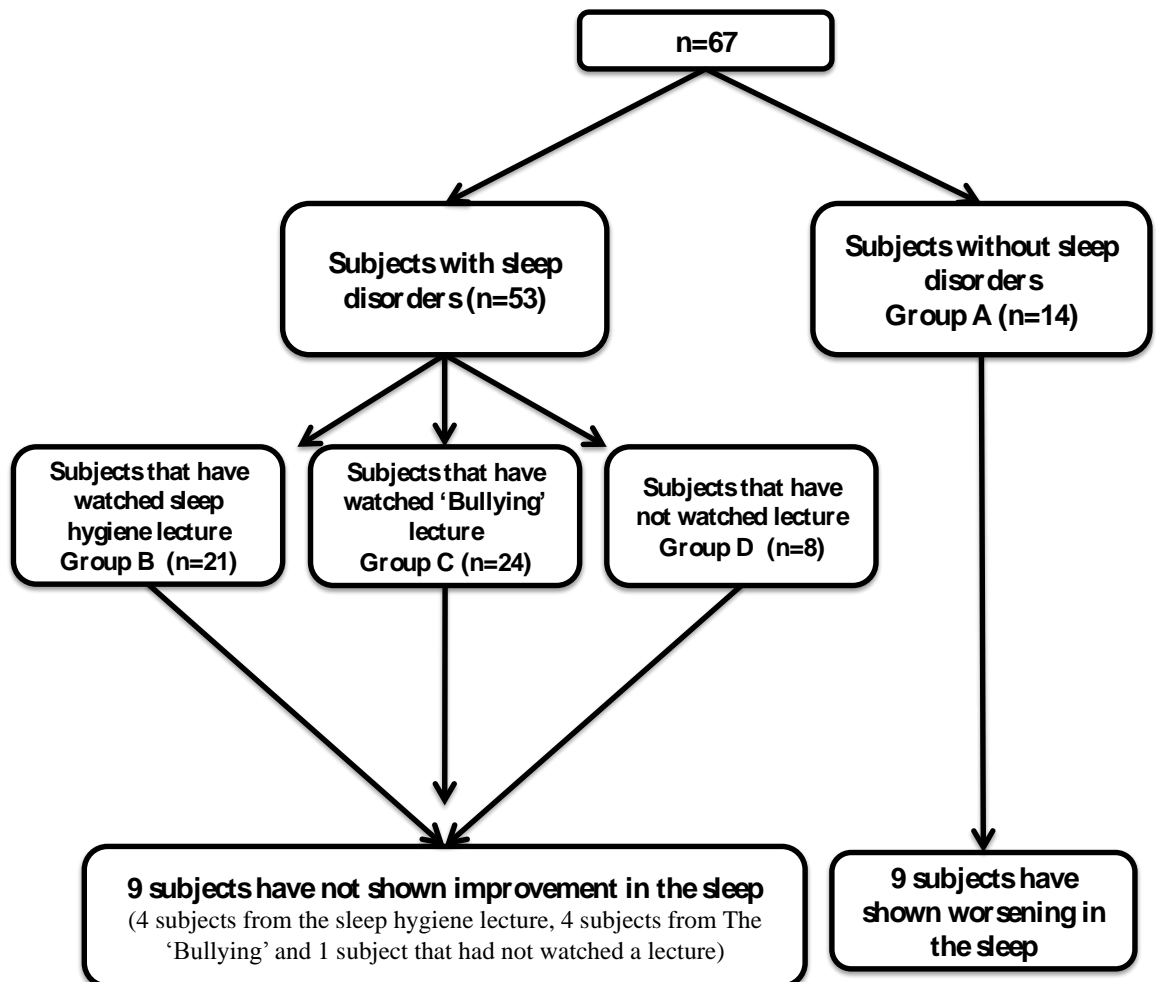 n=67
Subjects with sleep
disorders (n=53)
Subjects without sleep
disorders
Group A (n=14)
Subjects that have
watched sleep
hygiene lecture
Group B (n=21)
Subjects that have
watched ‘Bullying’
lecture
Group C (n=24)
Subjects that have
not watched lecture
Group D (n=8)
9 subjects have not shown improvement in the sleep
(4 subjects from the sleep hygiene lecture, 4 subjects from The
‘Bullying’ and 1 subject that had not watched a lecture)
9 subjects have
shown worsening in
the sleep